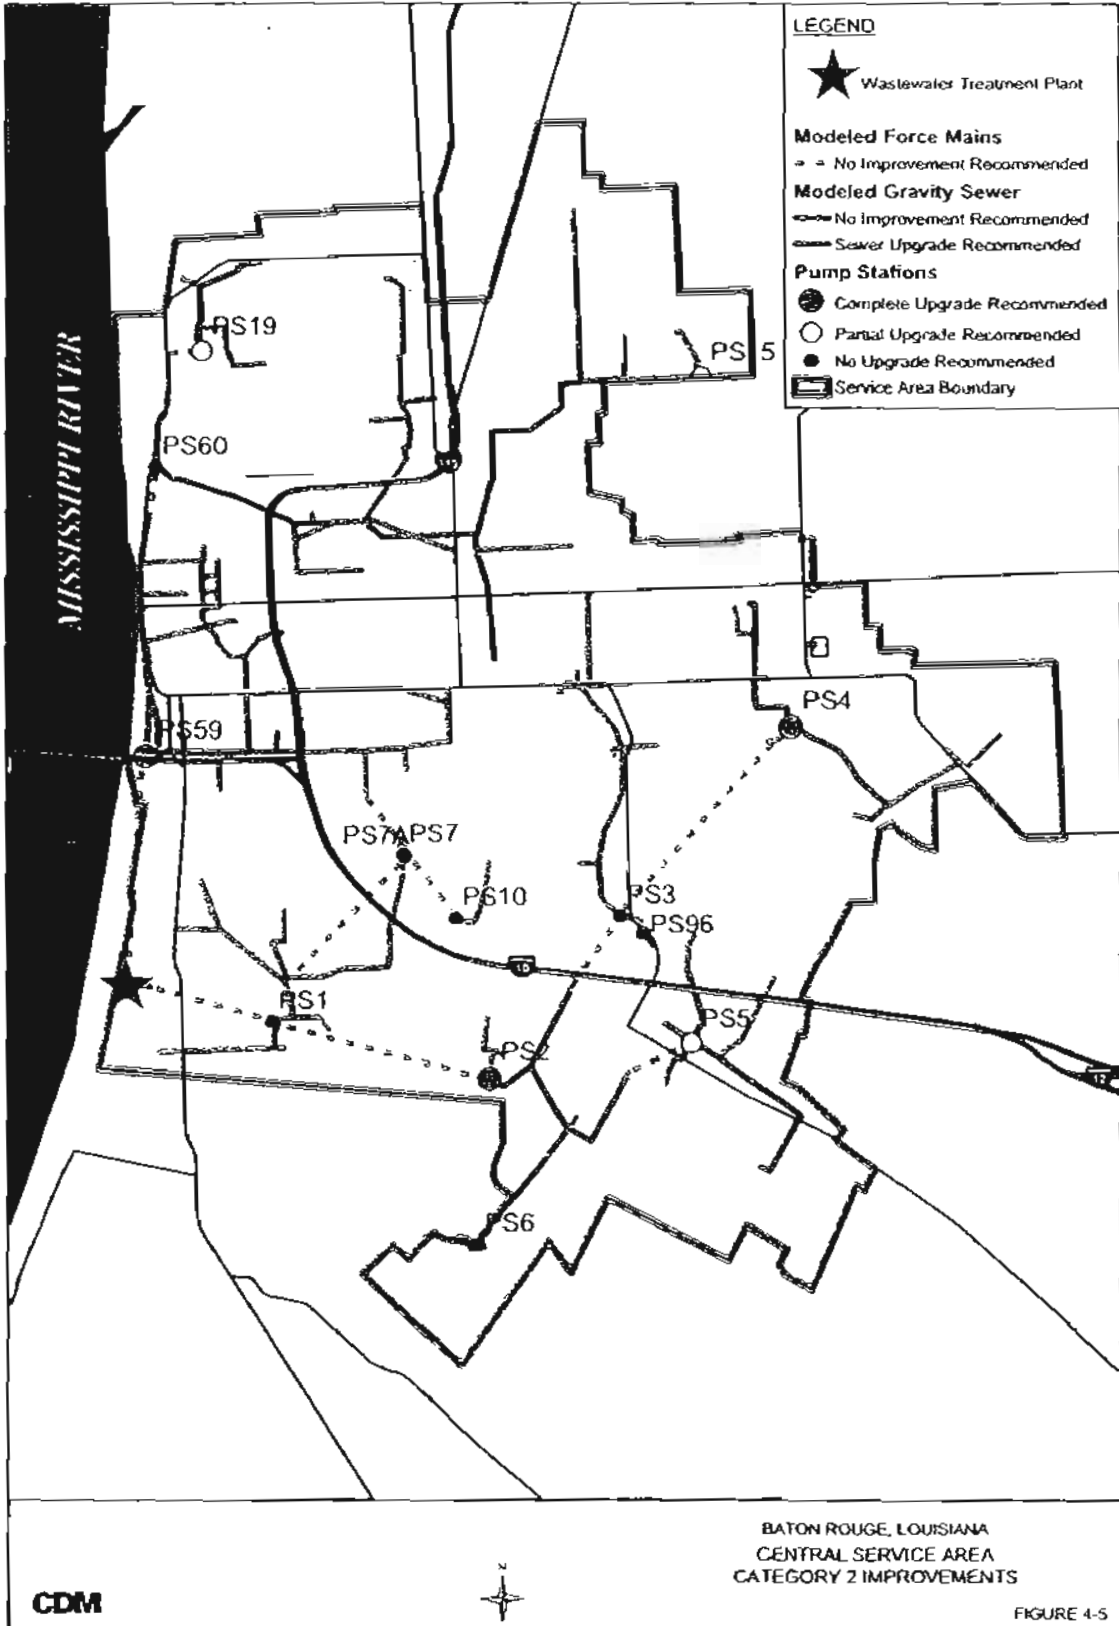 LEGEND
Wastewater Treatment Plant
Modeled Force Mains
No Improvement Recommended
Modeled Gravity Sewer
No Improvement Recommended
Sewer Upgrade Recommended
Pump Stations
Complete Upgrade Recommended
Partial Upgrade Recommended
No Upgrade Recommended
Service Area Boundary
MISSISSIPPI RIVER
PS19
PS 5
PS60
PS4
PS59
PS7A PS7
PS10
PS3
PS96
PS1
PS5
PS2
PS6
BATON ROUGE, LOUISIANA
CENTRAL SERVICE AREA
CATEGORY 2 IMPROVEMENTS
N
CDM
FIGURE 4-5